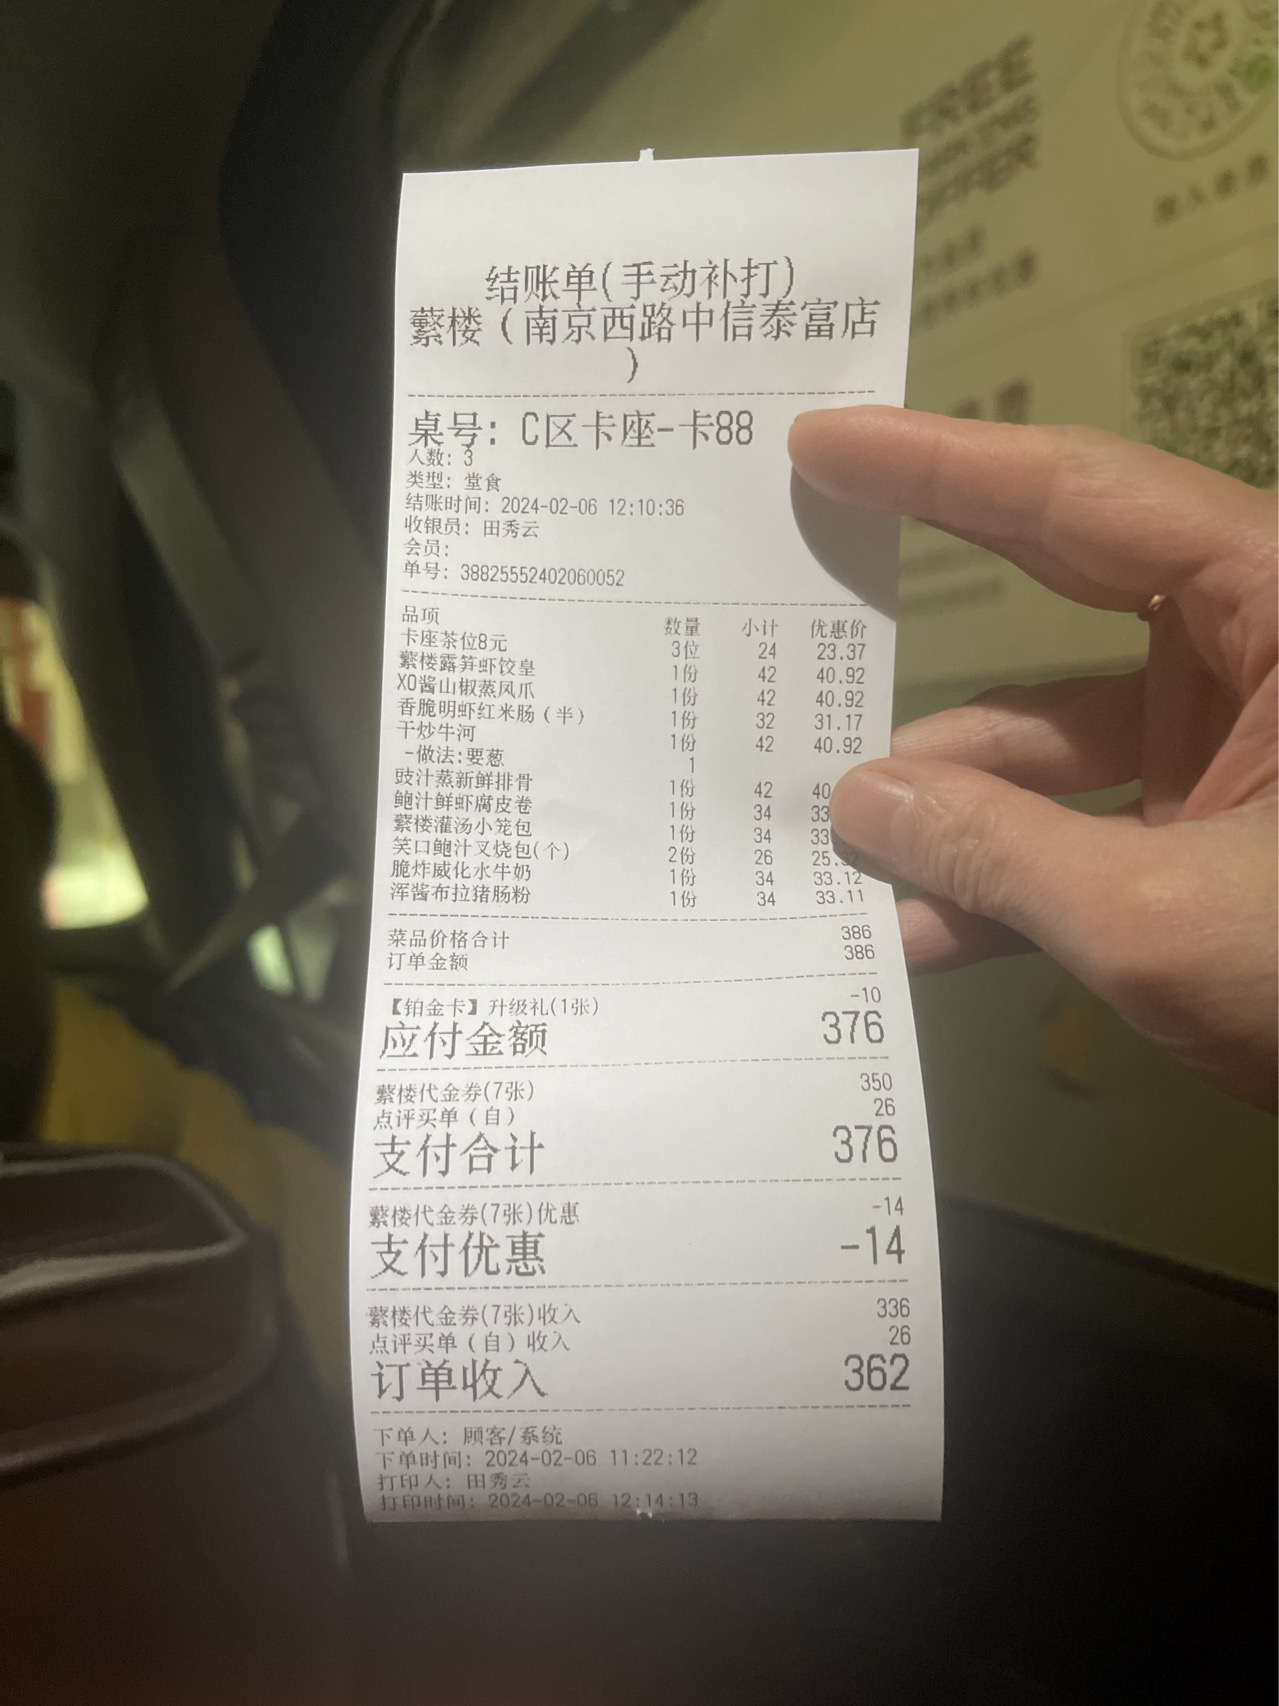 结账单(手动补打)
蘩楼（南京西路中信泰富店
）
桌号: C区卡座-卡88
人数: 3
类型: 堂食
结账时间: 2024-02-06 12:10:36
收银员: 田秀云
会员:
单号: 38825552402060052
品项 数量 小计 优惠价
卡座茶位8元 3位 24 23.37
蘩楼露笋虾饺皇 1份 42 40.92
XO酱山椒蒸凤爪 1份 42 40.92
香脆明虾红米肠（半） 1份 32 31.17
干炒牛河 1份 42 40.92
-做法:要葱 1
豉汁蒸新鲜排骨 1份 42 40
鲍汁鲜虾腐皮卷 1份 34 33
蘩楼灌汤小笼包 1份 34 33
笑口鲍汁叉烧包(个) 2份 26 25.
脆炸威化水牛奶 1份 34 33.12
浑酱布拉猪肠粉 1份 34 33.11
菜品价格合计 386
订单金额 386
【铂金卡】升级礼(1张) -10
应付金额 376
蘩楼代金券(7张) 350
点评买单（自） 26
支付合计 376
蘩楼代金券(7张)优惠 -14
支付优惠 -14
蘩楼代金券(7张)收入 336
点评买单（自）收入 26
订单收入 362
下单人: 顾客/系统
下单时间: 2024-02-06 11:22:12
打印人: 田秀云
打印时间: 2024-02-06 12:14:13
FREE
OFFER